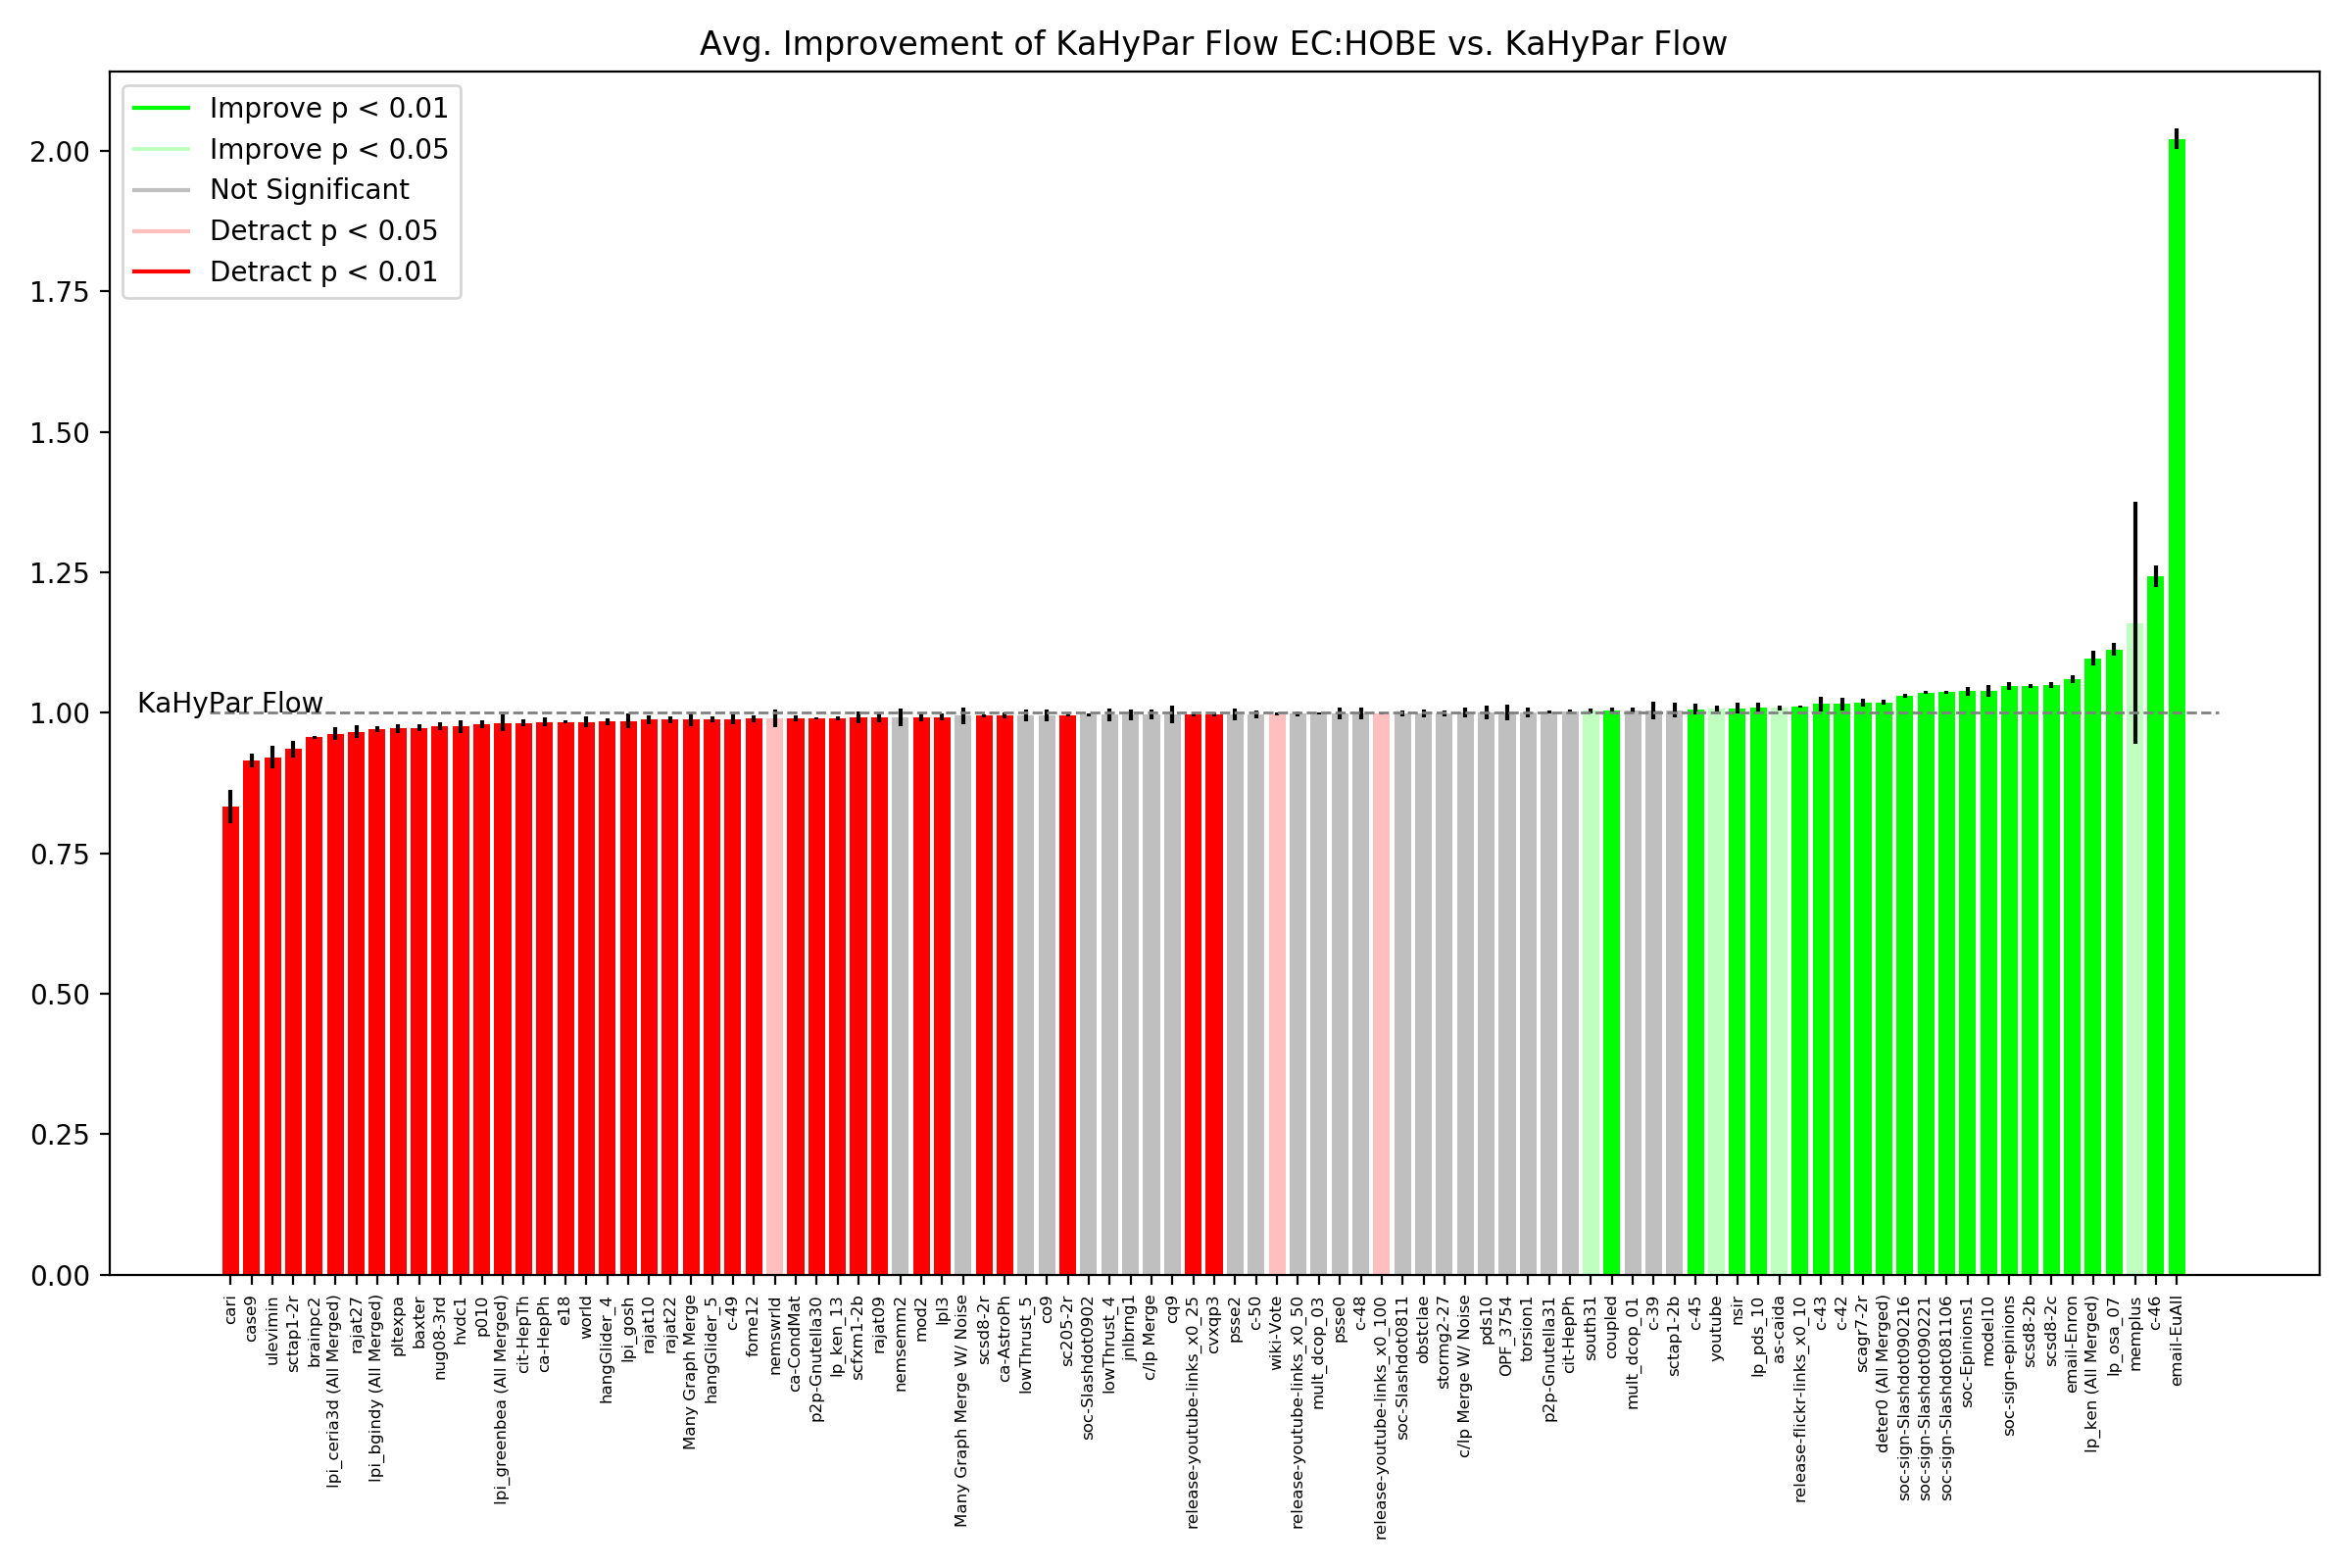 Avg. Improvement of KaHyPar Flow EC:HOBE vs. KaHyPar Flow
Improve p < 0.01
Improve p < 0.05
Not Significant
Detract p < 0.05
Detract p < 0.01
2.00
1.75
1.50
1.25
1.00
0.75
0.50
0.25
0.00
KaHyPar Flow
cari
case9
ulevimin
sctap1-2r
brainpc2
lpi_ceria3d (All Merged)
rajat27
lpi_bgindy (All Merged)
pltexpa
baxter
nug08-3rd
hvdc1
p010
lpi_greenbea (All Merged)
cit-HepTh
ca-HepPh
e18
world
hangGlider_4
lpi_gosh
rajat10
rajat22
Many Graph Merge
hangGlider_5
c-49
fome12
nemswrld
ca-CondMat
p2p-Gnutella30
lp_ken_13
scfxm1-2b
rajat09
nemsemm2
mod2
lpl3
Many Graph Merge W/ Noise
scsd8-2r
ca-AstroPh
lowThrust_5
co9
sc205-2r
soc-Slashdot0902
lowThrust_4
jnlbrng1
c/lp Merge
cq9
release-youtube-links_x0_25
cvxqp3
psse2
c-50
wiki-Vote
release-youtube-links_x0_50
mult_dcop_03
psse0
c-48
release-youtube-links_x0_100
soc-Slashdot0811
obstclae
stormg2-27
c/lp Merge W/ Noise
pds10
OPF_3754
torsion1
p2p-Gnutella31
cit-HepPh
south31
coupled
mult_dcop_01
c-39
sctap1-2b
c-45
youtube
nsir
lp_pds_10
as-caida
release-flickr-links_x0_10
c-43
c-42
scagr7-2r
deter0 (All Merged)
soc-sign-Slashdot090216
soc-sign-Slashdot090221
soc-sign-Slashdot081106
soc-Epinions1
model10
soc-sign-epinions
scsd8-2b
scsd8-2c
email-Enron
lp_ken (All Merged)
lp_osa_07
memplus
c-46
email-EuAll